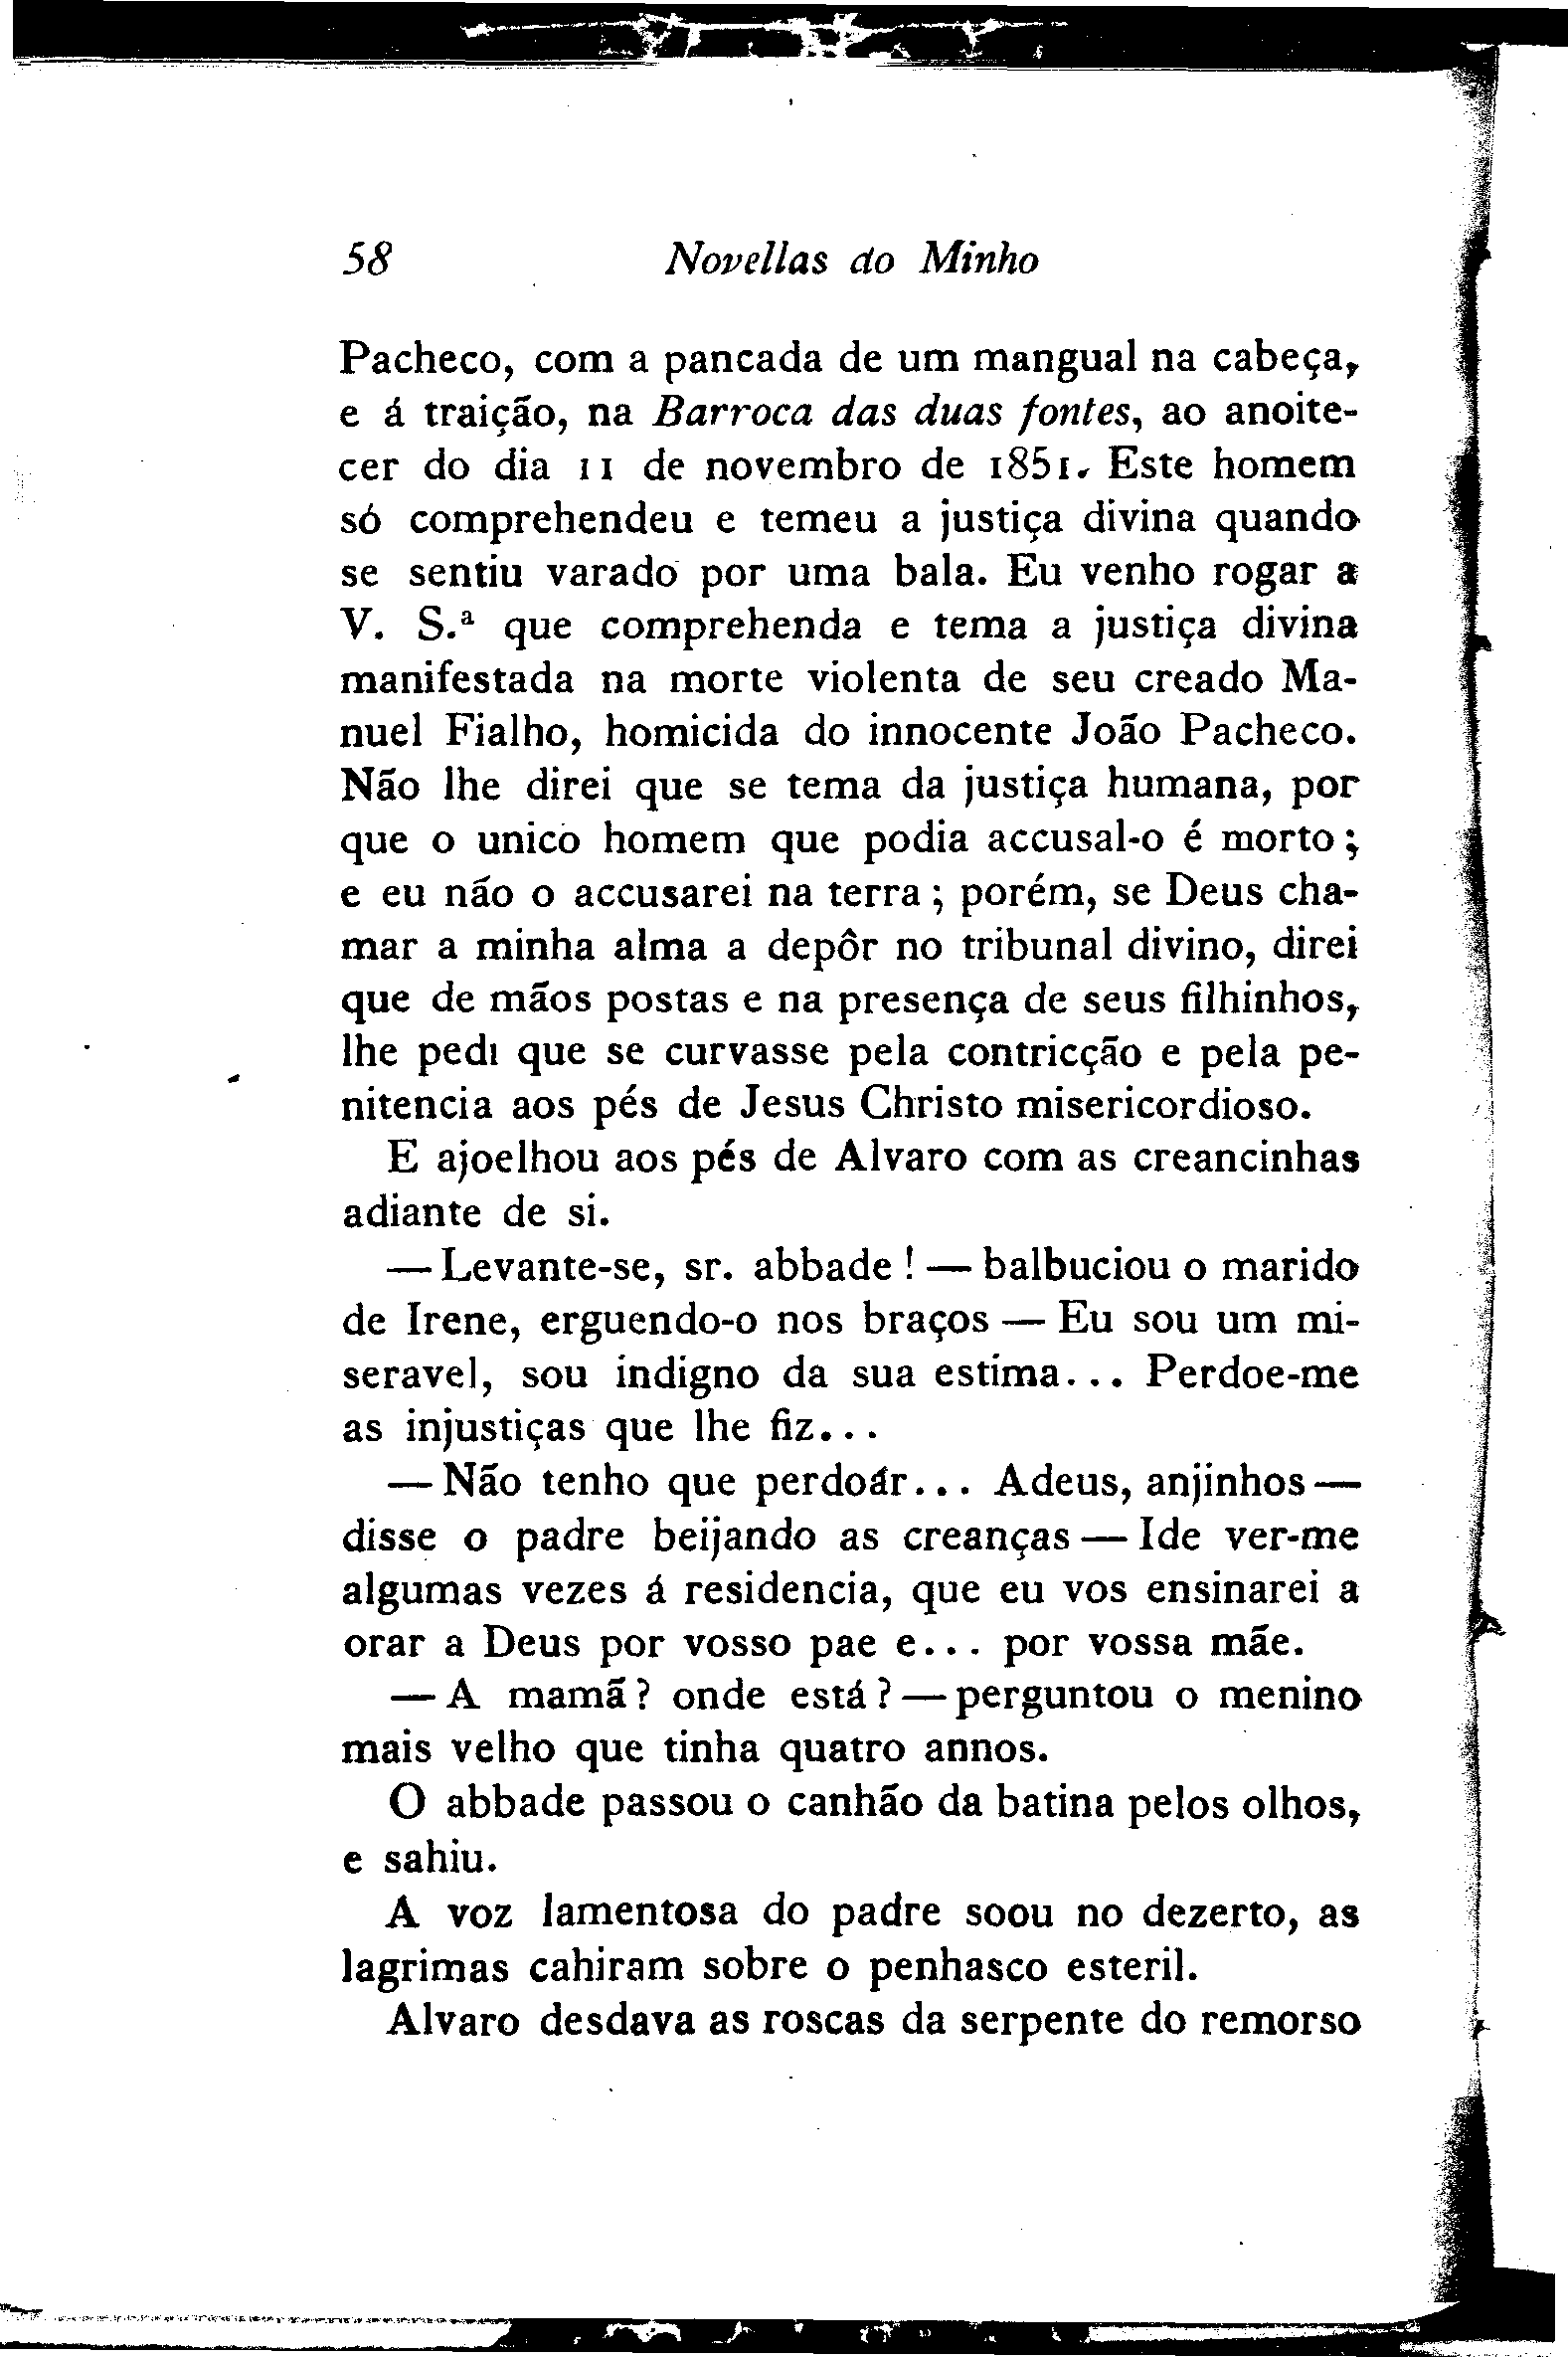 58 Novellas do Minho
Pacheco, com a pancada de um mangual na cabeça,
e á traição, na Barroca das duas fontes, ao anoite-
cer do dia 11 de novembro de 1851. Este homem
só comprehendeu e temeu a justiça divina quando
se sentiu varado por uma bala. Eu venho rogar a
V. S.ª que comprehenda e tema a justiça divina
manifestada na morte violenta de seu creado Ma-
nuel Fialho, homicida do innocente João Pacheco.
Não lhe direi que se tema da justiça humana, por
que o unico homem que podia accusal-o é morto;
e eu não o accusarei na terra; porém, se Deus cha-
mar a minha alma a depôr no tribunal divino, direi
que de mãos postas e na presença de seus filhinhos,
lhe pedi que se curvasse pela contricção e pela pe-
nitencia aos pés de Jesus Christo misericordioso.
E ajoelhou aos pés de Alvaro com as creancinhas
adiante de si.
— Levante-se, sr. abbade! — balbuciou o marido
de Irene, erguendo-o nos braços — Eu sou um mi-
seravel, sou indigno da sua estima... Perdoe-me
as injustiças que lhe fiz...
— Não tenho que perdoár... Adeus, anjinhos —
disse o padre beijando as creanças — Ide ver-me
algumas vezes á residencia, que eu vos ensinarei a
orar a Deus por vosso pae e... por vossa mãe.
— A mamã? onde está? — perguntou o menino
mais velho que tinha quatro annos.
O abbade passou o canhão da batina pelos olhos,
e sahiu.
A voz lamentosa do padre soou no dezerto, as
lagrimas cahiram sobre o penhasco esteril.
Alvaro desdava as roscas da serpente do remorso